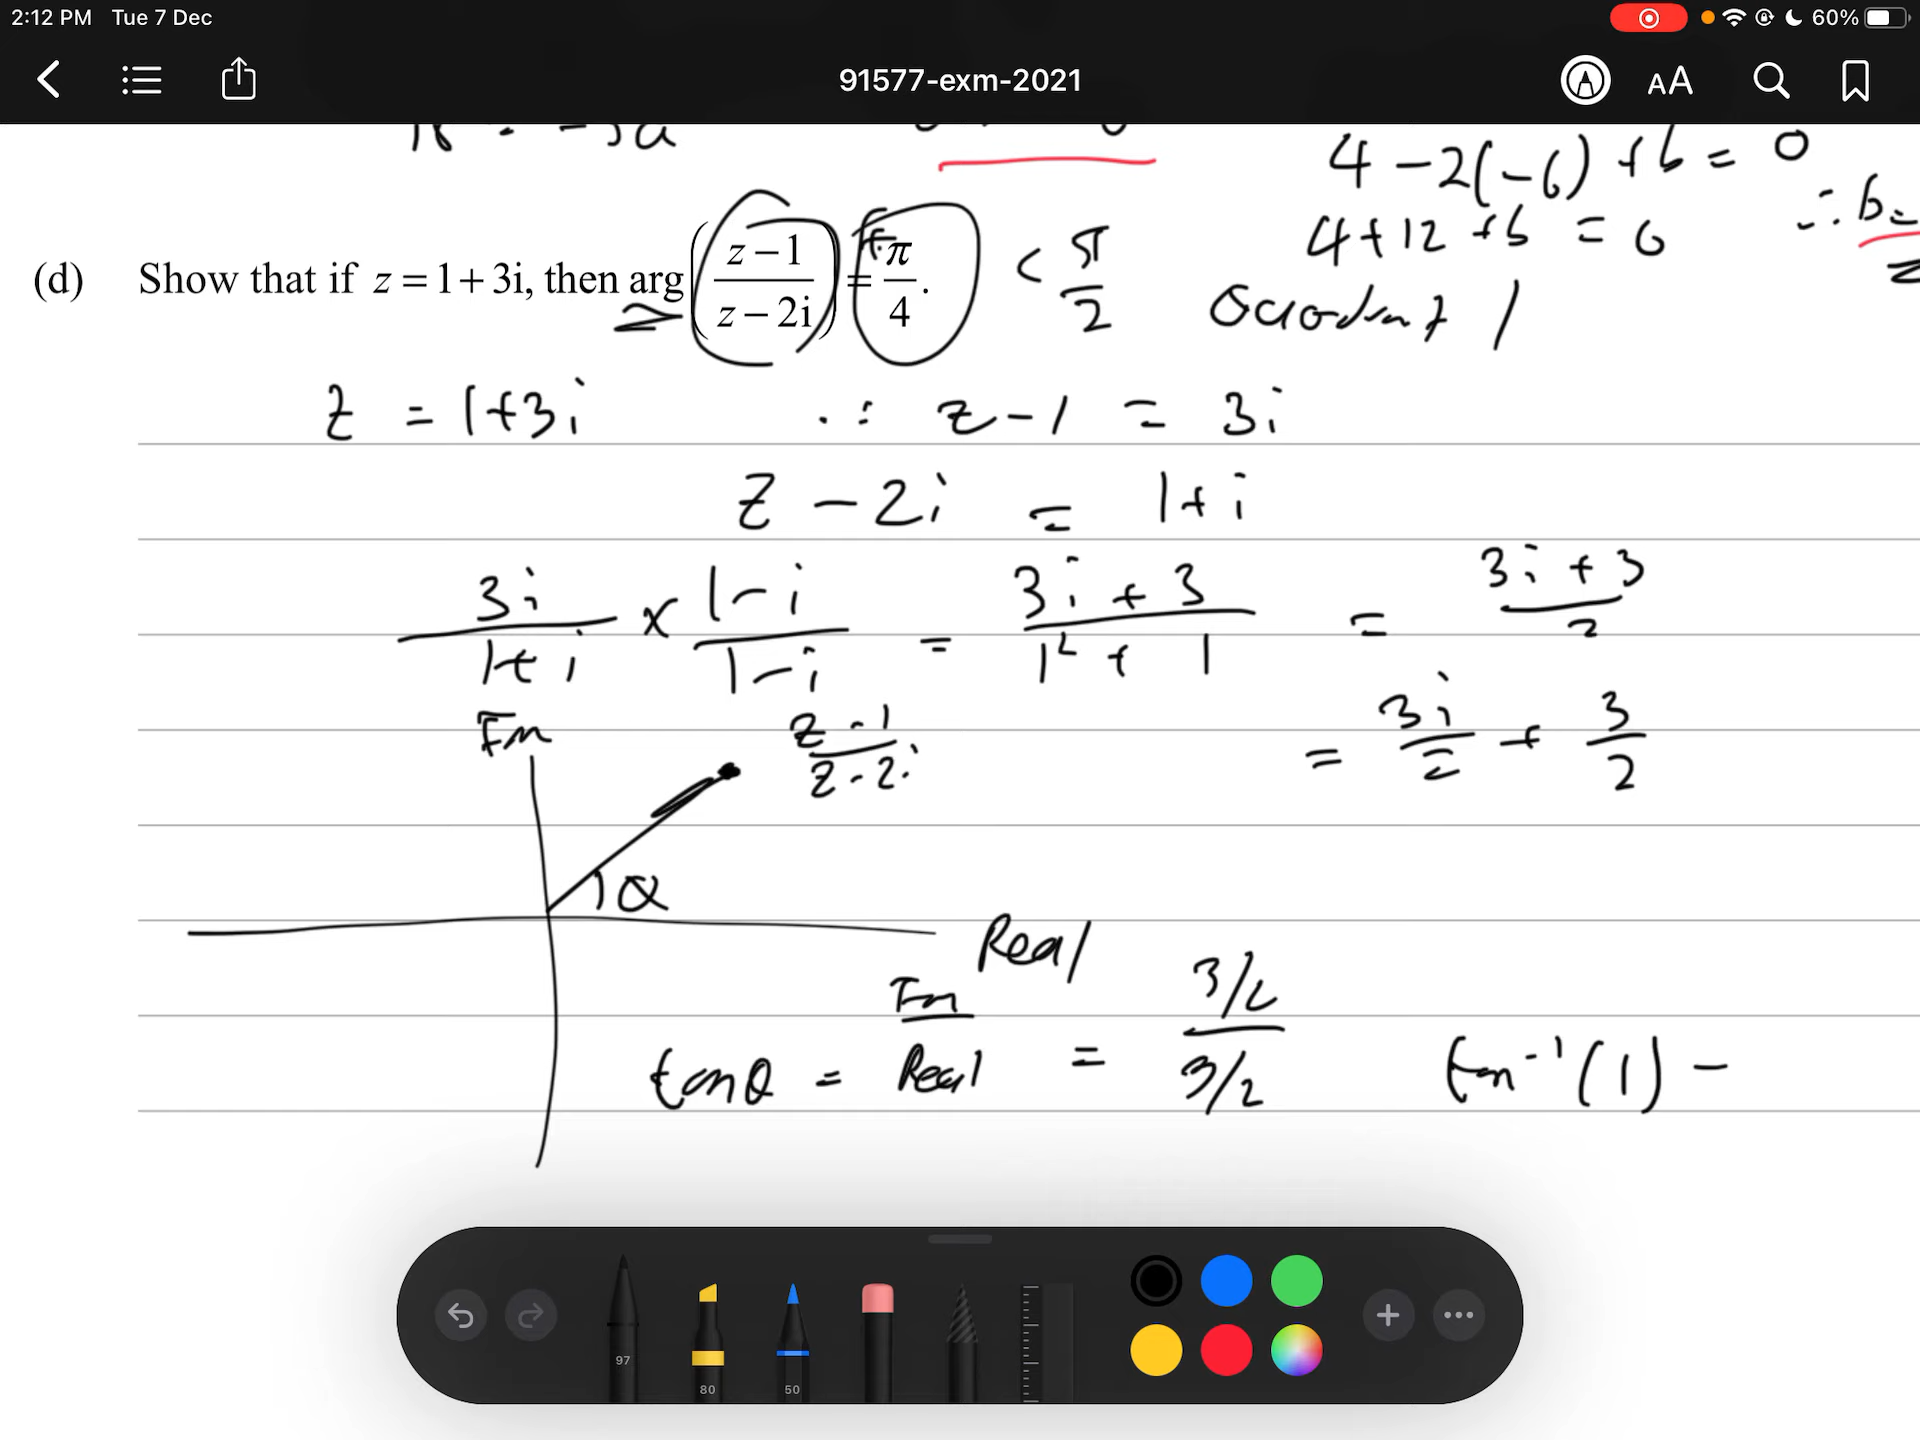 2:12 PM Tue 7 Dec 60%
91577-exm-2021
4 - 2(-6) + b = 0
4 + 12 + b = 0 ∴ b =
(d) Show that if z = 1 + 3i, then arg((z − 1)/(z − 2i)) = π/4. < π/2
Quadrant 1
z = 1+3i ∴ z - 1 = 3i
z - 2i = 1 + i
3i/(1+i) × (1-i)/(1-i) = (3i + 3)/(1² + 1) = (3i + 3)/2
= 3i/2 + 3/2
Im
(z-1)/(z-2i)
θ
Real
tanθ = Im/Real = (3/2)/(3/2) tan⁻¹(1) -
97 80 50